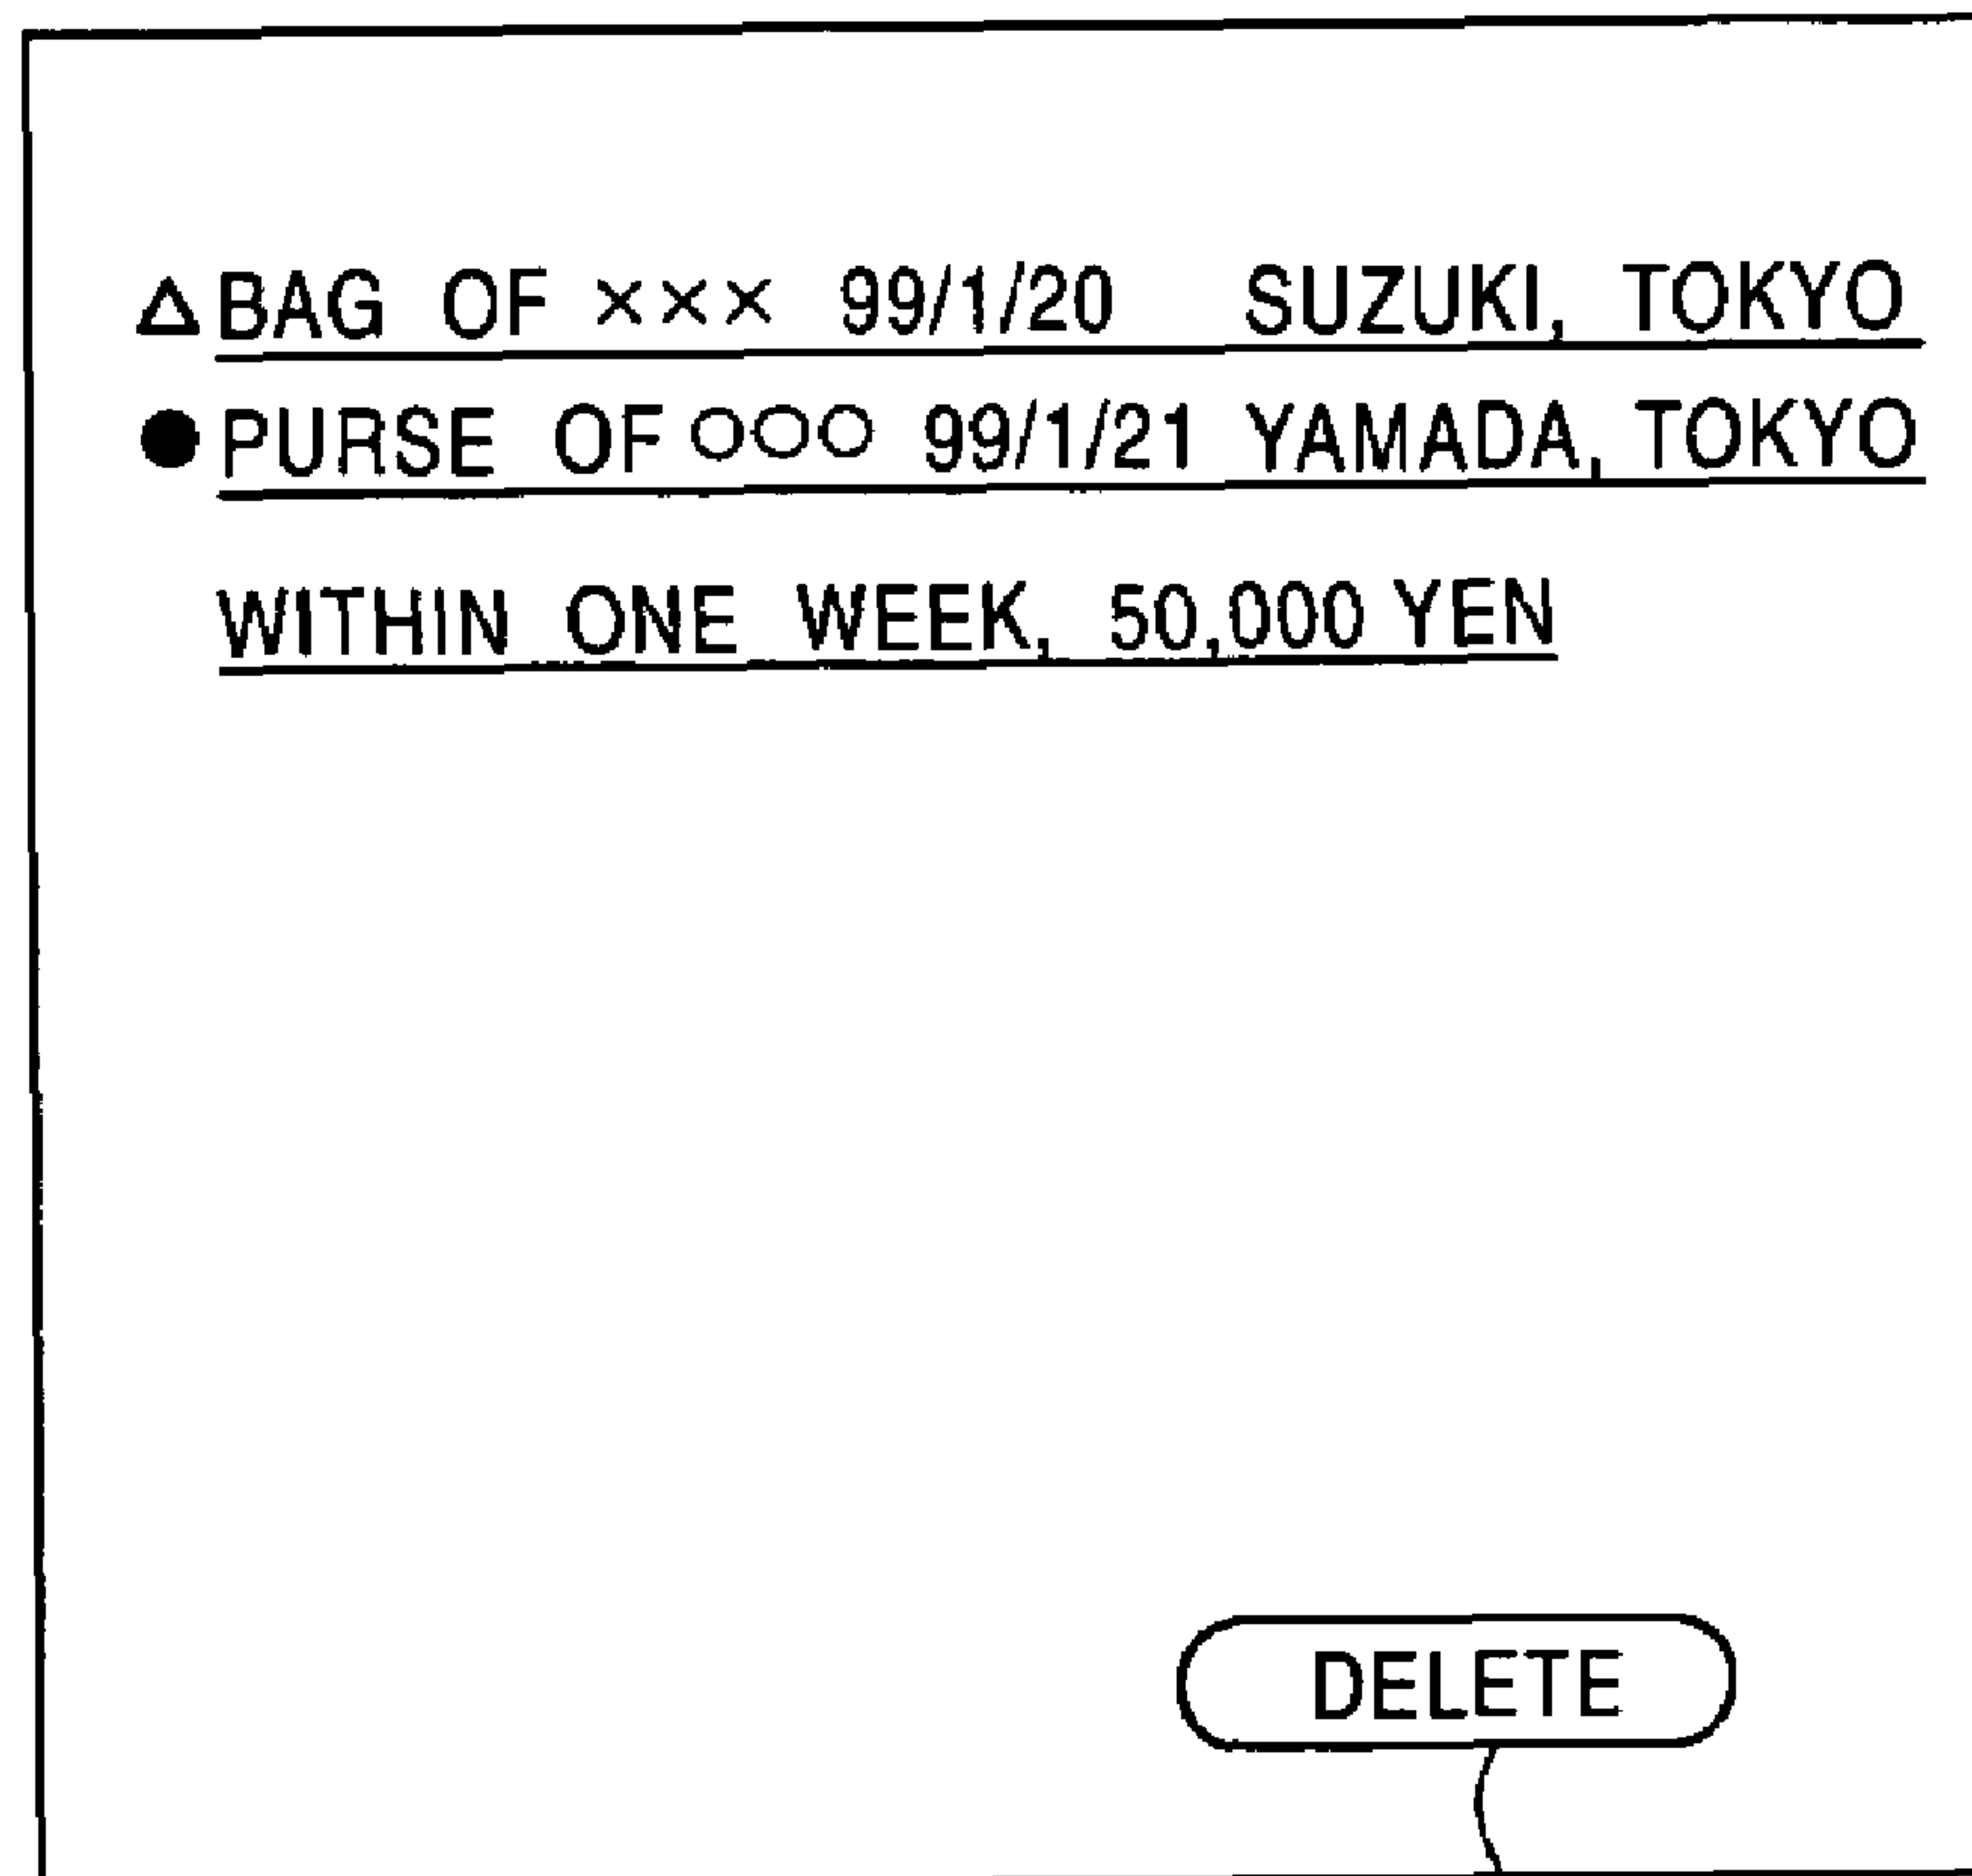 △BAG OF ××× 99/1/20 SUZUKI, TOKYO
●PURSE OF ○○○ 99/1/21 YAMADA, TOKYO
WITHIN ONE WEEK, 50,000 YEN
DELETE